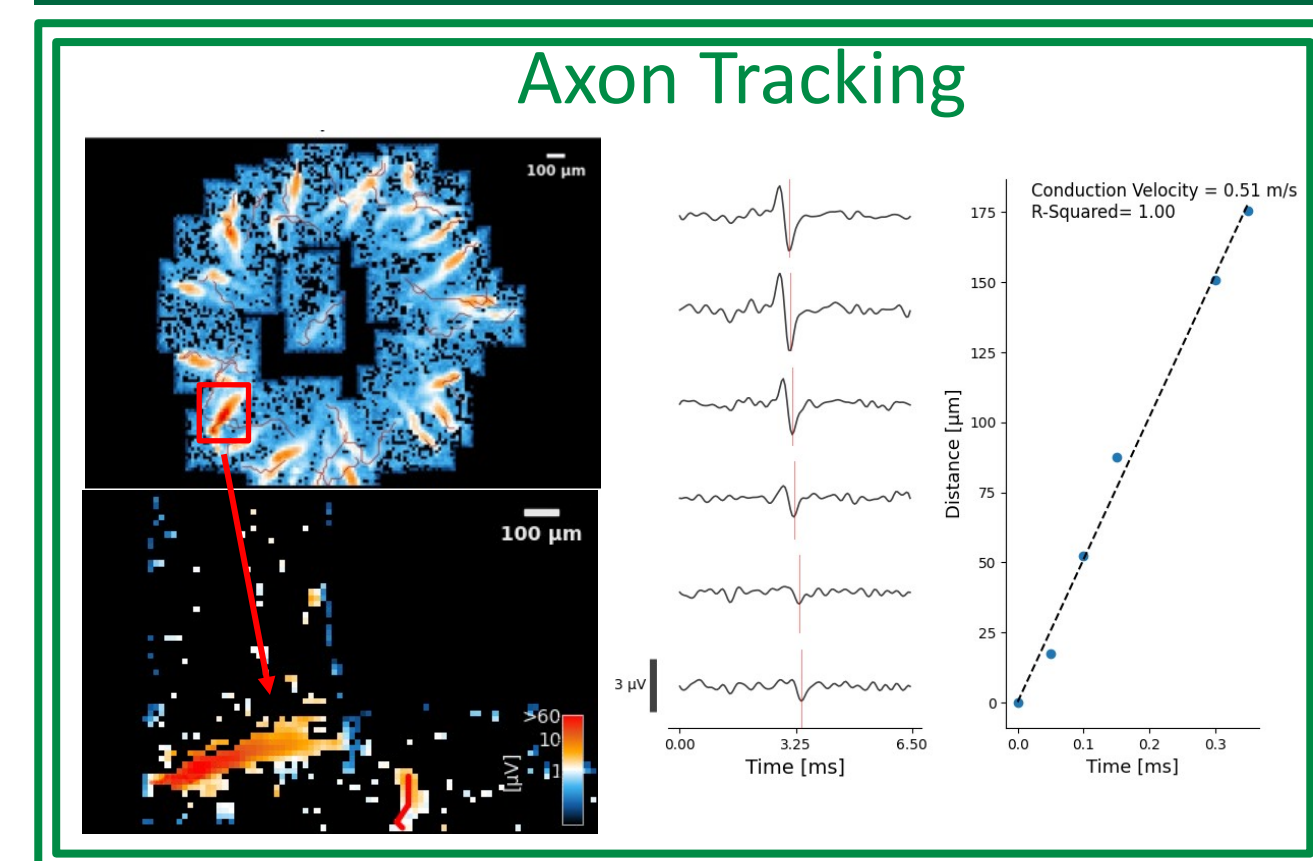 Axon Tracking
100 µm
100 µm
>60
10
1
[µV]
3 µV
0.00 3.25 6.50
Time [ms]
Conduction Velocity = 0.51 m/s
R-Squared= 1.00
175
150
125
100
75
50
25
0
Distance [µm]
0.0 0.1 0.2 0.3
Time [ms]